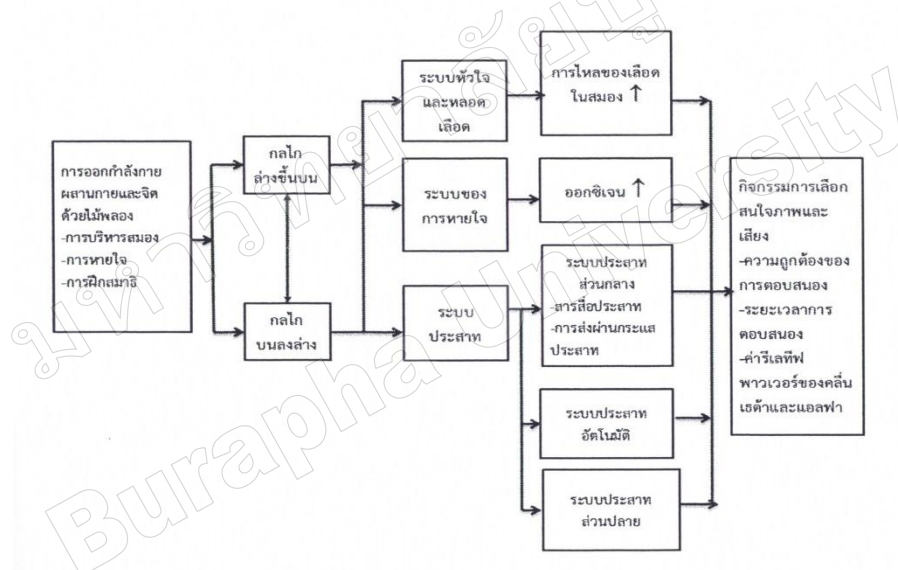 การออกกำลังกาย
ผสานกายและจิต
ด้วยไม้พลอง
-การบริหารสมอง
-การหายใจ
-การฝึกสมาธิ
กลไก
ล่างขึ้นบน
กลไก
บนลงล่าง
ระบบหัวใจ
และหลอด
เลือด
ระบบของ
การหายใจ
ระบบ
ประสาท
การไหลของเลือด
ในสมอง ↑
ออกซิเจน ↑
ระบบประสาท
ส่วนกลาง
-สารสื่อประสาท
-การส่งผ่านกระแส
ประสาท
ระบบประสาท
อัตโนมัติ
ระบบประสาท
ส่วนปลาย
กิจกรรมการเลือก
สนใจภาพและ
เสียง
-ความถูกต้องของ
การตอบสนอง
-ระยะเวลาการ
ตอบสนอง
-ค่ารีเลทีฟ
พาวเวอร์ของคลื่น
เธต้าและแอลฟา
มหาวิทยาลัยบูรพา
Burapha University